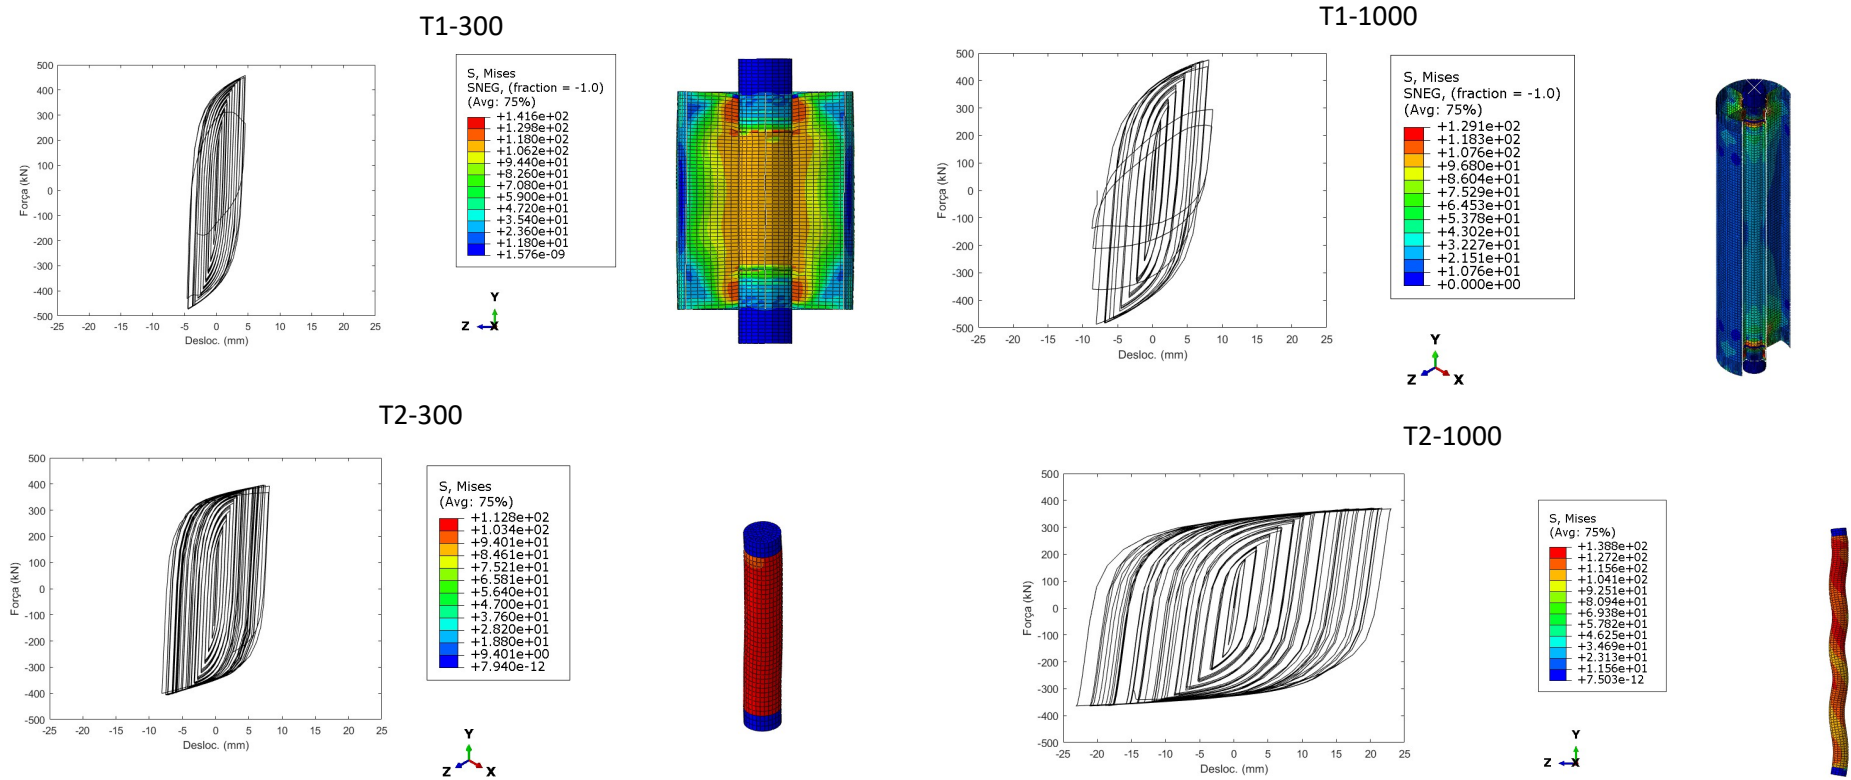 T1-300
500
400
300
200
100
0
-100
-200
-300
-400
-500
-25 -20 -15 -10 -5 0 5 10 15 20 25
Força (kN)
Desloc. (mm)
S, Mises
SNEG, (fraction = -1.0)
(Avg: 75%)
+1.416e+02
+1.298e+02
+1.180e+02
+1.062e+02
+9.440e+01
+8.260e+01
+7.080e+01
+5.900e+01
+4.720e+01
+3.540e+01
+2.360e+01
+1.180e+01
+1.576e-09
Y
Z X
T1-1000
500
400
300
200
100
0
-100
-200
-300
-400
-500
-25 -20 -15 -10 -5 0 5 10 15 20 25
Força (kN)
Desloc. (mm)
S, Mises
SNEG, (fraction = -1.0)
(Avg: 75%)
+1.291e+02
+1.183e+02
+1.076e+02
+9.680e+01
+8.604e+01
+7.529e+01
+6.453e+01
+5.378e+01
+4.302e+01
+3.227e+01
+2.151e+01
+1.076e+01
+0.000e+00
Y
Z X
T2-300
500
400
300
200
100
0
-100
-200
-300
-400
-500
-25 -20 -15 -10 -5 0 5 10 15 20 25
Força (kN)
Desloc. (mm)
S, Mises
(Avg: 75%)
+1.128e+02
+1.034e+02
+9.401e+01
+8.461e+01
+7.521e+01
+6.581e+01
+5.640e+01
+4.700e+01
+3.760e+01
+2.820e+01
+1.880e+01
+9.401e+00
+7.940e-12
Y
Z X
T2-1000
500
400
300
200
100
0
-100
-200
-300
-400
-500
-25 -20 -15 -10 -5 0 5 10 15 20 25
Força (kN)
Desloc. (mm)
S, Mises
(Avg: 75%)
+1.388e+02
+1.272e+02
+1.156e+02
+1.041e+02
+9.251e+01
+8.094e+01
+6.938e+01
+5.782e+01
+4.625e+01
+3.469e+01
+2.313e+01
+1.156e+01
+7.503e-12
Y
Z X